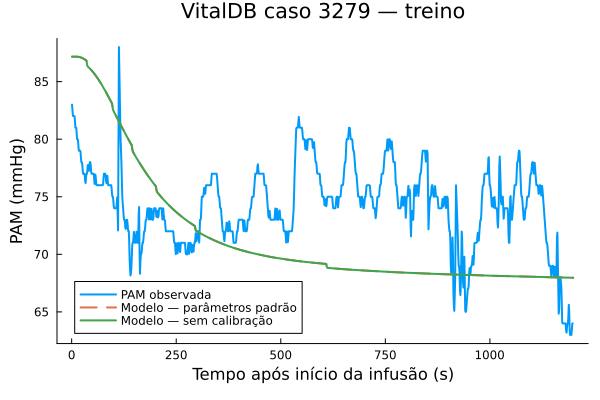 VitalDB caso 3279 — treino
PAM (mmHg)
85
80
75
70
65
PAM observada
Modelo — parâmetros padrão
Modelo — sem calibração
0
250
500
750
1000
Tempo após início da infusão (s)